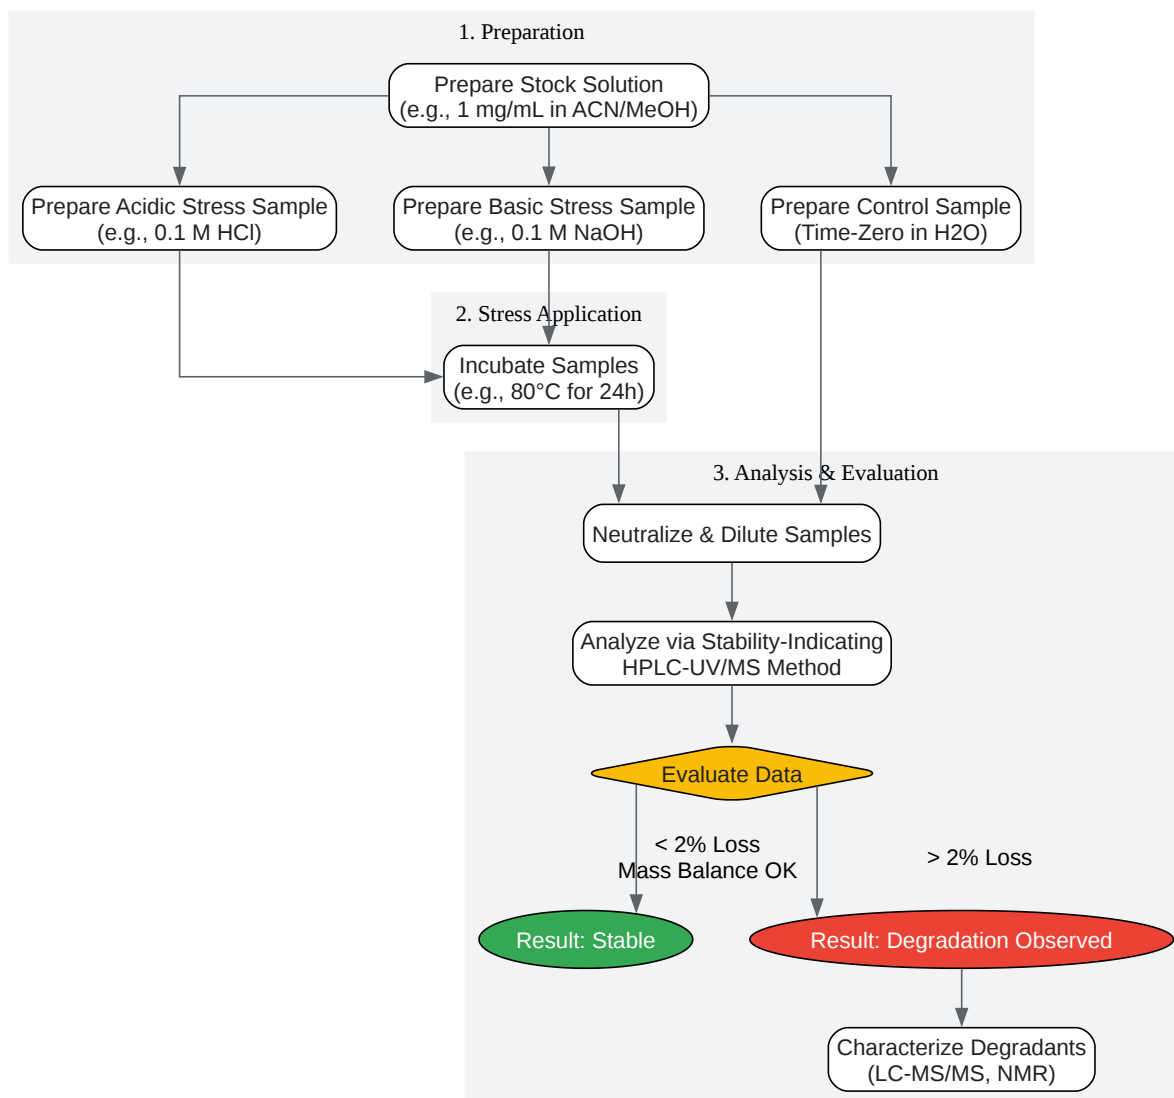 1. Preparation
Prepare Stock Solution
(e.g., 1 mg/mL in ACN/MeOH)
Prepare Acidic Stress Sample
(e.g., 0.1 M HCl)
Prepare Basic Stress Sample
(e.g., 0.1 M NaOH)
Prepare Control Sample
(Time-Zero in H2O)
2. Stress Application
Incubate Samples
(e.g., 80°C for 24h)
3. Analysis & Evaluation
Neutralize & Dilute Samples
Analyze via Stability-Indicating
HPLC-UV/MS Method
Evaluate Data
< 2% Loss
Mass Balance OK
> 2% Loss
Result: Stable
Result: Degradation Observed
Characterize Degradants
(LC-MS/MS, NMR)